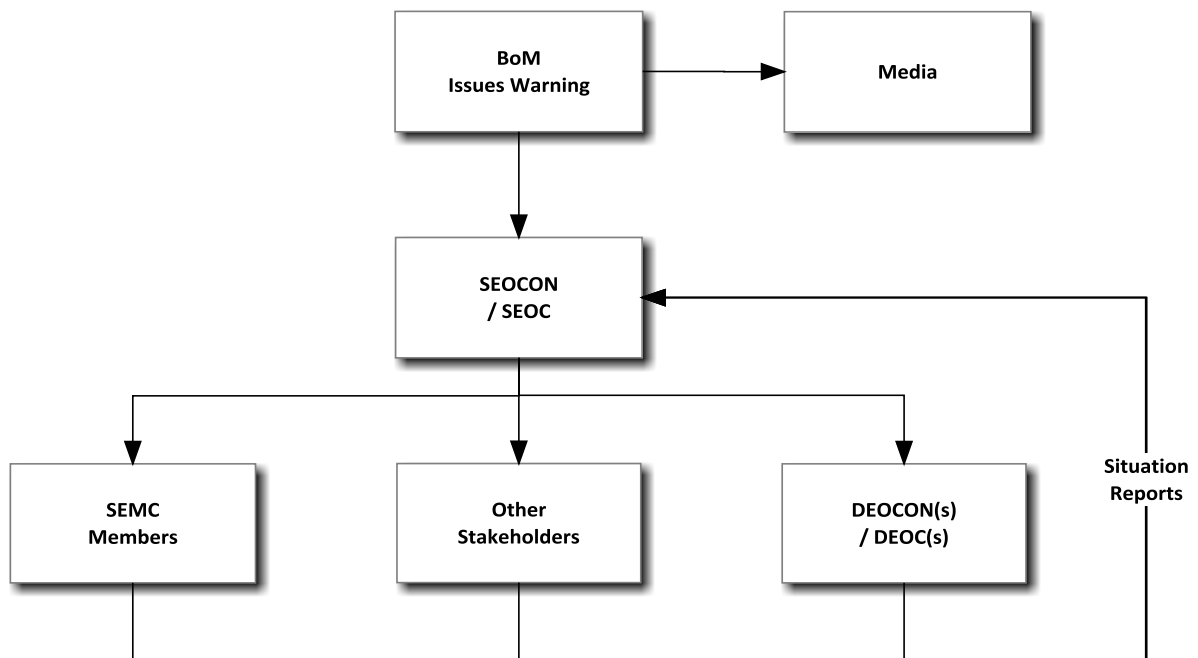 BoM
Issues Warning
Media
SEOCON
/ SEOC
SEMC
Members
Other
Stakeholders
DEOCON(s)
/ DEOC(s)
Situation
Reports